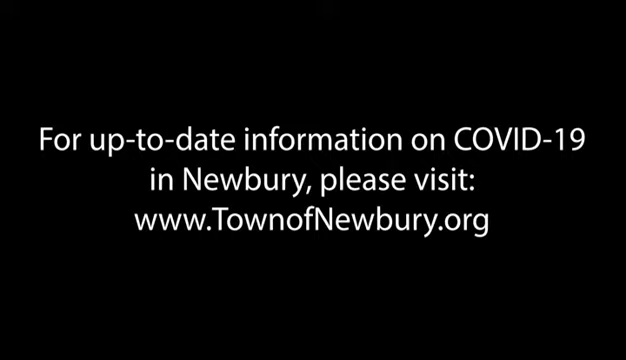 For up-to-date information on COVID-19
in Newbury, please visit:
www.TownofNewbury.org